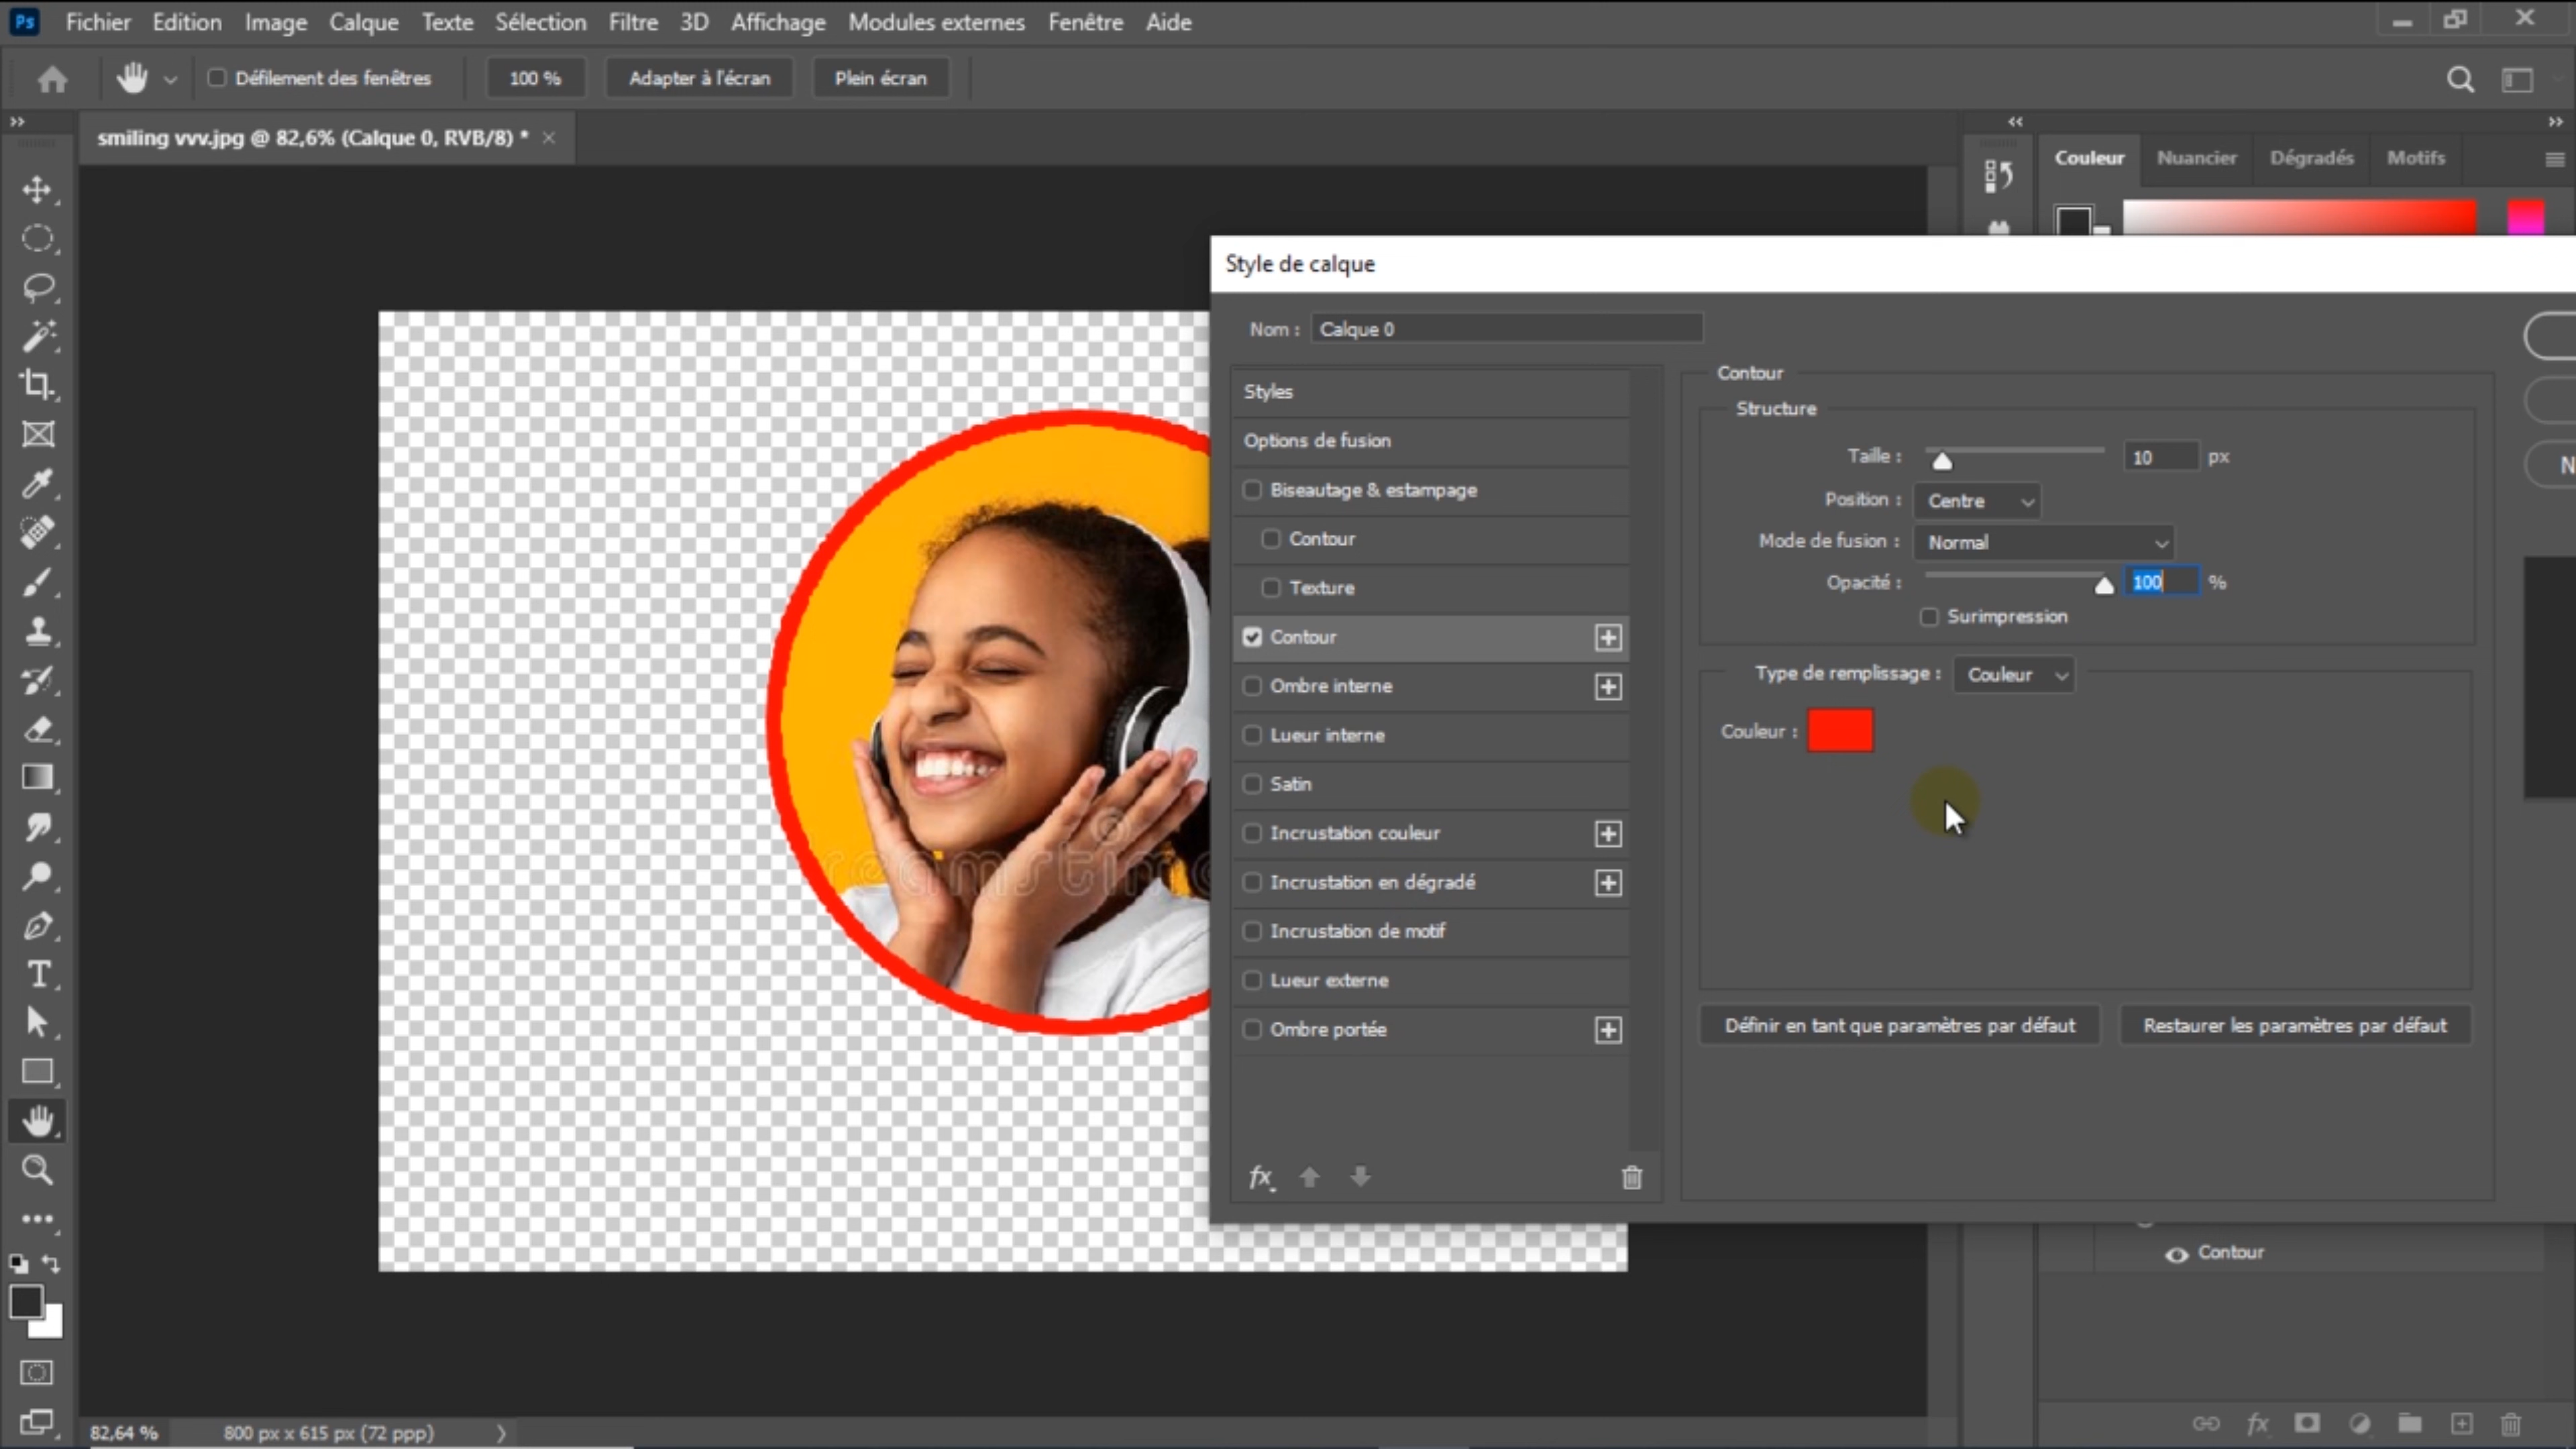 Ps Fichier Edition Image Calque Texte Sélection Filtre 3D Affichage Modules externes Fenêtre Aide
Défilement des fenêtres 100 % Adapter à l'écran Plein écran
smiling vvv.jpg @ 82,6% (Calque 0, RVB/8) *
Couleur Nuancier Dégradés Motifs
Style de calque
Nom : Calque 0
Styles
Options de fusion
Biseautage & estampage
Contour
Texture
Contour
Ombre interne
Lueur interne
Satin
Incrustation couleur
Incrustation en dégradé
Incrustation de motif
Lueur externe
Ombre portée
fx
Contour
Structure
Taille : 10 px
Position : Centre
Mode de fusion : Normal
Opacité : 100 %
Surimpression
Type de remplissage : Couleur
Couleur :
Définir en tant que paramètres par défaut Restaurer les paramètres par défaut
N
reamstim
Contour
fx
82,64 % 800 px x 615 px (72 ppp)